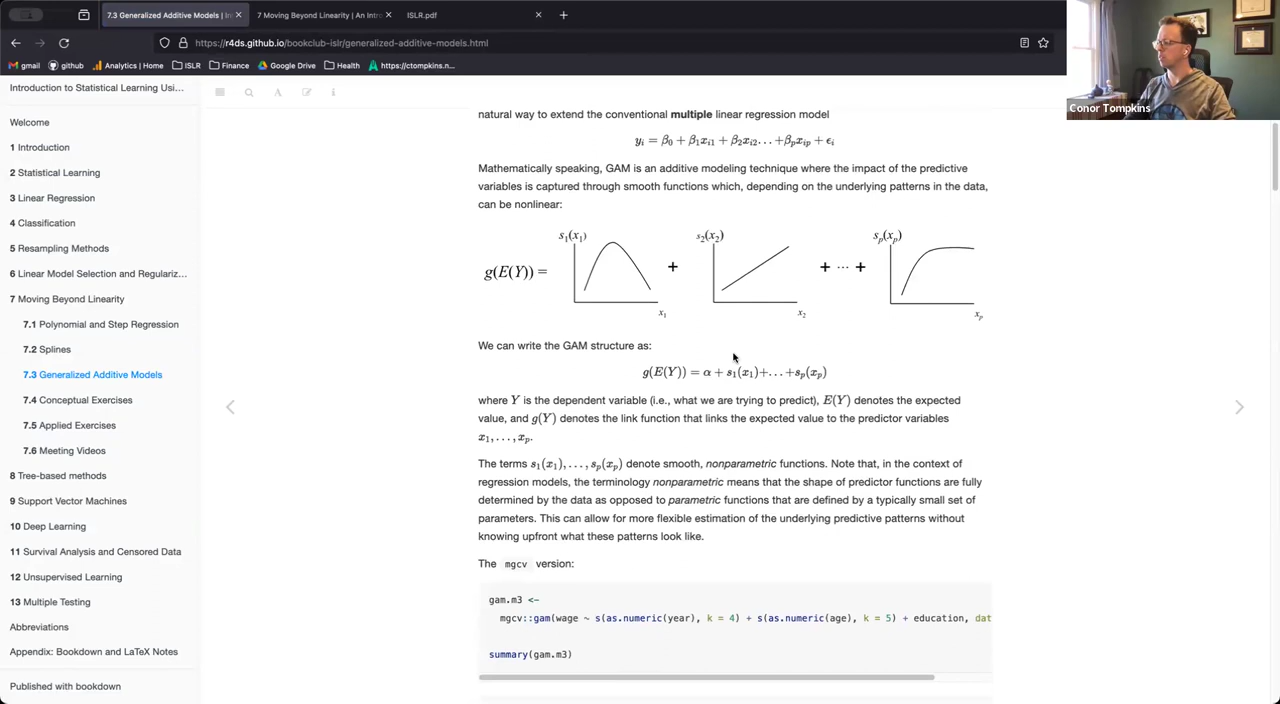 7.3 Generalized Additive Models | In
7 Moving Beyond Linearity | An Intr
ISLR.pdf
https://r4ds.github.io/bookclub-islr/generalized-additive-models.html
gmail
github
Analytics | Home
ISLR
Finance
Google Drive
Health
https://ctompkins.n...
Conor Tompkins
Introduction to Statistical Learning Usi...
Welcome
1 Introduction
2 Statistical Learning
3 Linear Regression
4 Classification
5 Resampling Methods
6 Linear Model Selection and Regulariz...
7 Moving Beyond Linearity
7.1 Polynomial and Step Regression
7.2 Splines
7.3 Generalized Additive Models
7.4 Conceptual Exercises
7.5 Applied Exercises
7.6 Meeting Videos
8 Tree-based methods
9 Support Vector Machines
10 Deep Learning
11 Survival Analysis and Censored Data
12 Unsupervised Learning
13 Multiple Testing
Abbreviations
Appendix: Bookdown and LaTeX Notes
Published with bookdown
natural way to extend the conventional multiple linear regression model
yᵢ = β₀ + β₁xᵢ₁ + β₂xᵢ₂… + βₚxᵢₚ + ϵᵢ
Mathematically speaking, GAM is an additive modeling technique where the impact of the predictive
variables is captured through smooth functions which, depending on the underlying patterns in the data,
can be nonlinear:
s₁(x₁) s₂(x₂) sₚ(xₚ)
g(E(Y)) = + + ··· +
x₁ x₂ xₚ
We can write the GAM structure as:
g(E(Y)) = α + s₁(x₁)+…+sₚ(xₚ)
where Y is the dependent variable (i.e., what we are trying to predict), E(Y) denotes the expected
value, and g(Y) denotes the link function that links the expected value to the predictor variables
x₁, …, xₚ.
The terms s₁(x₁), …, sₚ(xₚ) denote smooth, nonparametric functions. Note that, in the context of
regression models, the terminology nonparametric means that the shape of predictor functions are fully
determined by the data as opposed to parametric functions that are defined by a typically small set of
parameters. This can allow for more flexible estimation of the underlying predictive patterns without
knowing upfront what these patterns look like.
The mgcv version:
gam.m3 <-
mgcv::gam(wage ~ s(as.numeric(year), k = 4) + s(as.numeric(age), k = 5) + education, dat
summary(gam.m3)